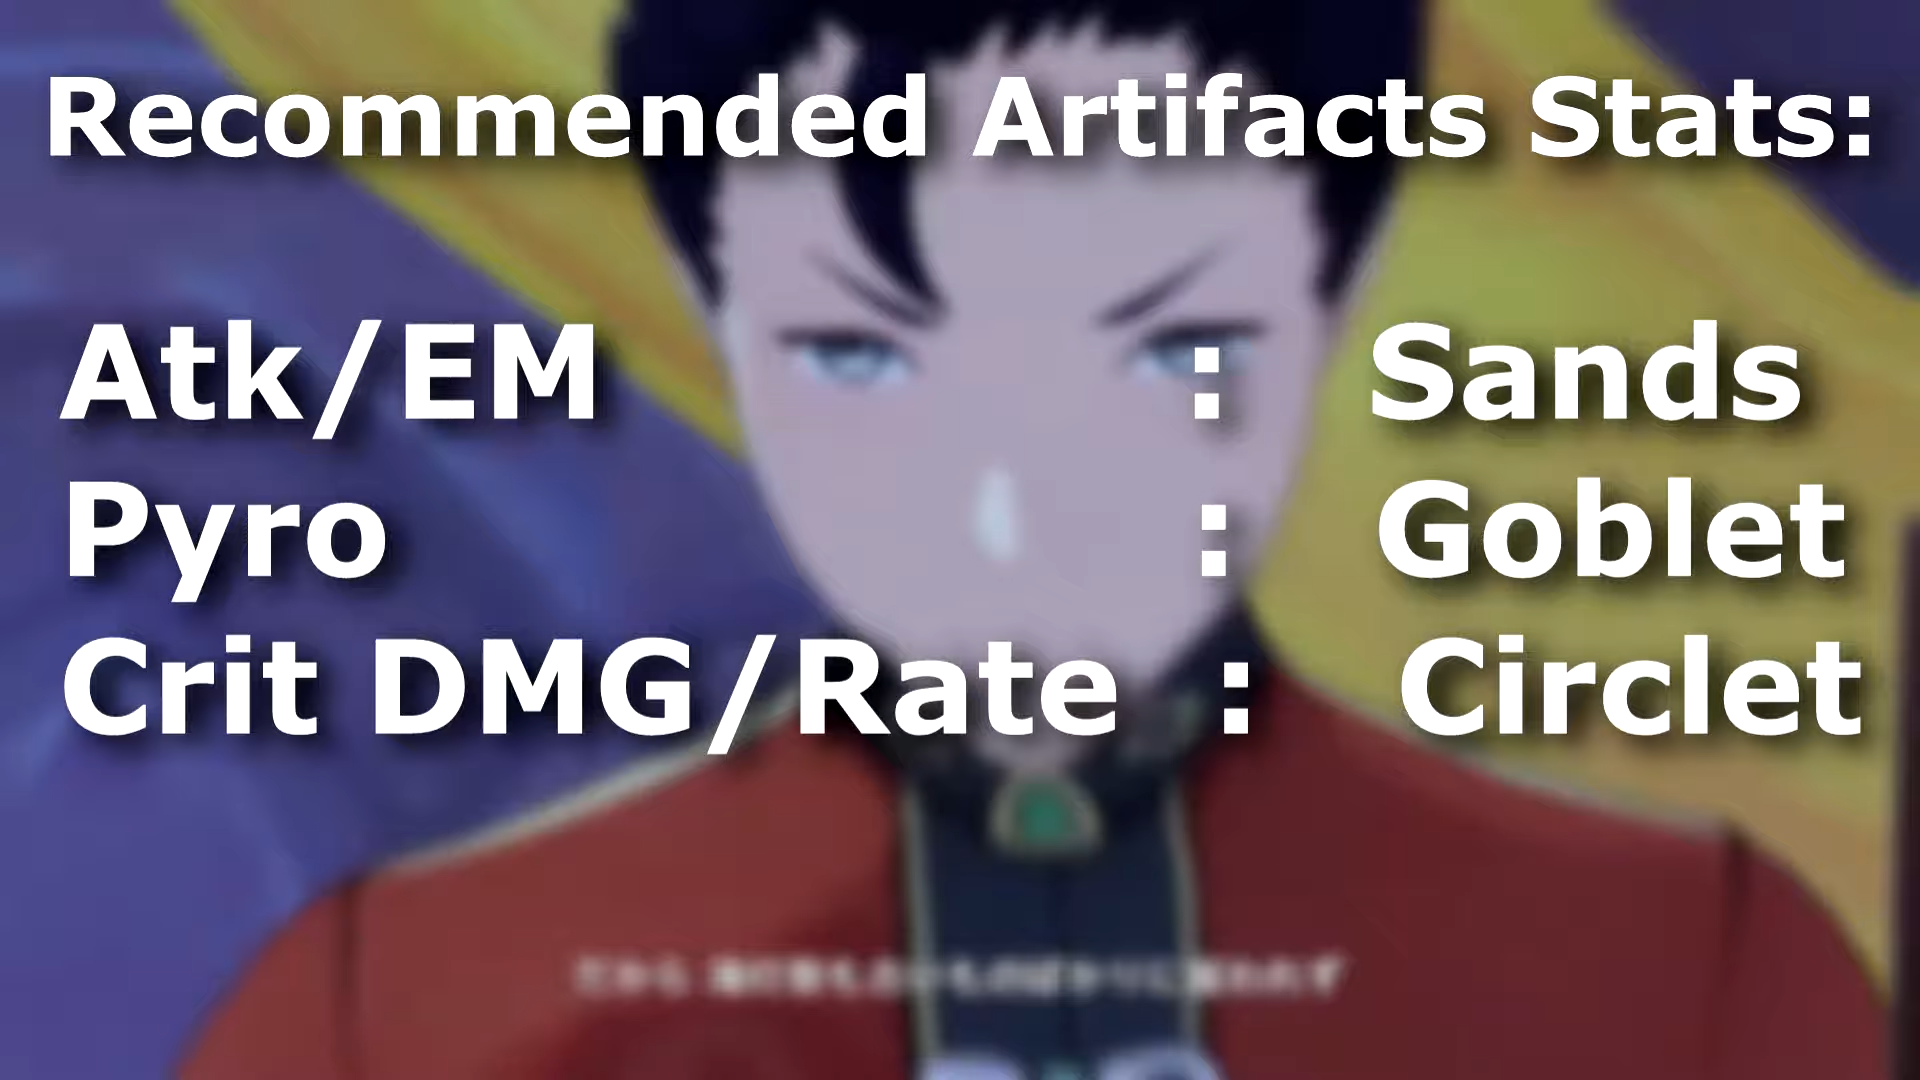 Recommended Artifacts Stats:
Atk/EM : Sands
Pyro : Goblet
Crit DMG/Rate : Circlet